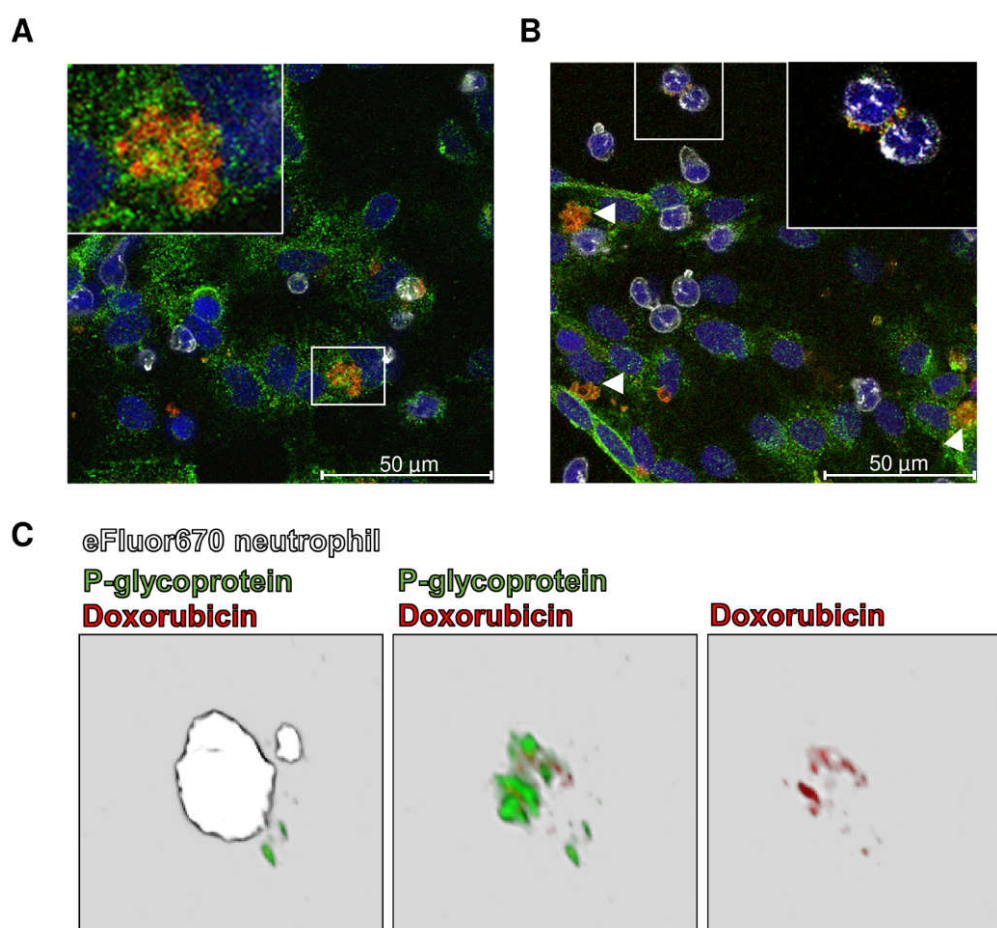 A
B
50 µm
50 µm
C
eFluor670 neutrophil
P-glycoprotein
Doxorubicin
P-glycoprotein
Doxorubicin
Doxorubicin